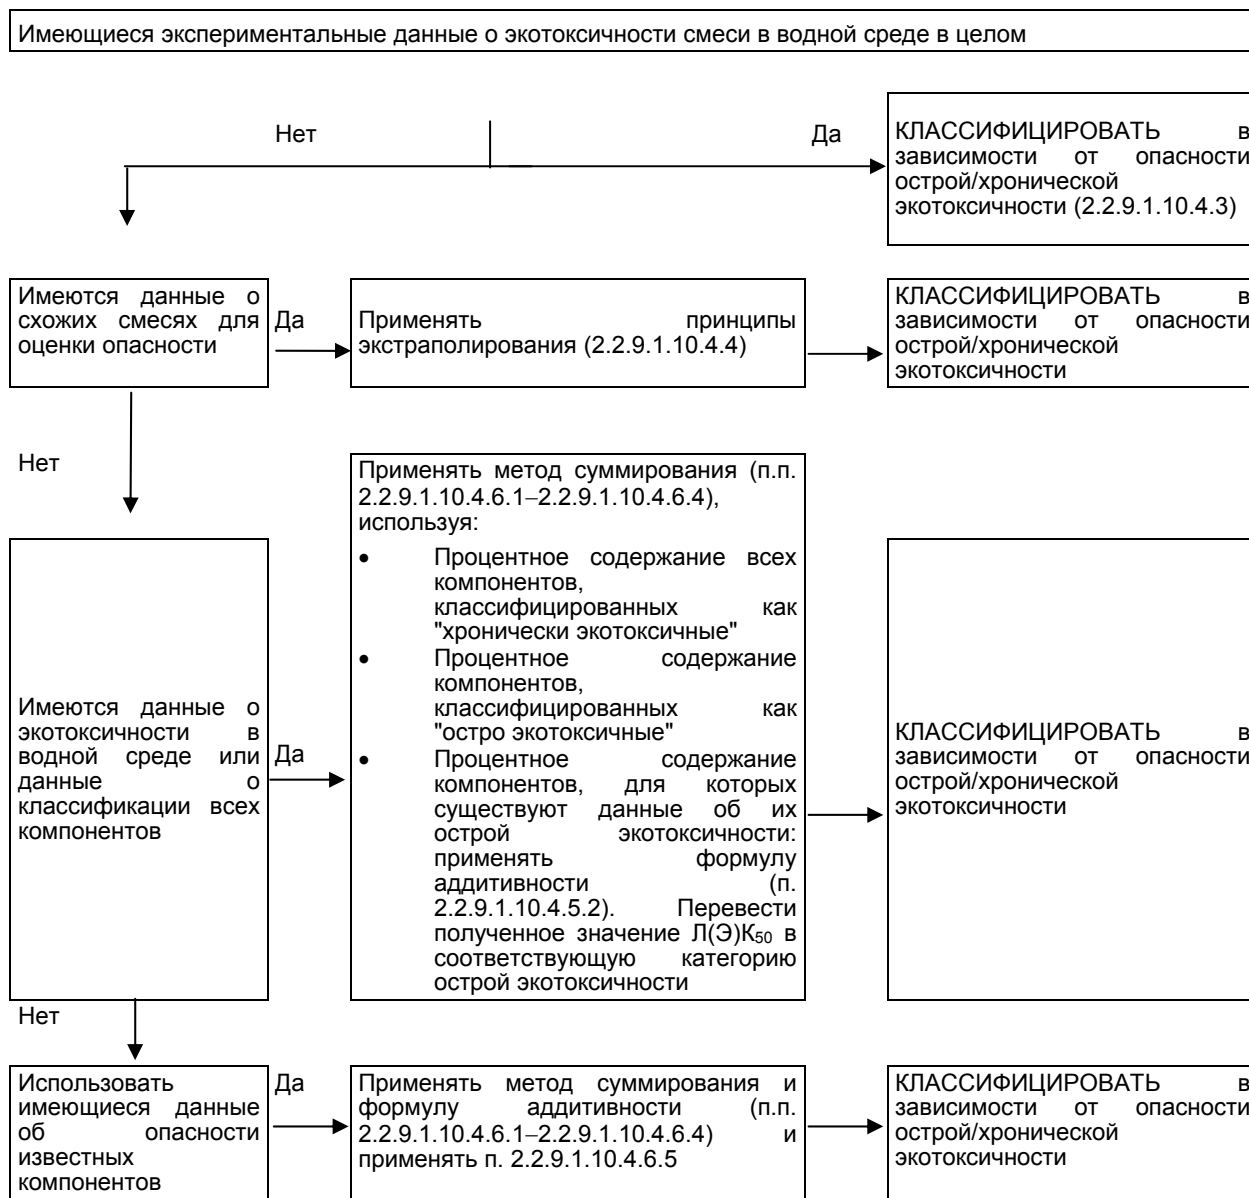 Имеющиеся экспериментальные данные о экотоксичности смеси в водной среде в целом
Нет
Да
КЛАССИФИЦИРОВАТЬ в
зависимости от опасности
острой/хронической
экотоксичности (2.2.9.1.10.4.3)
Имеются данные о
схожих смесях для
оценки опасности
Да
Применять принципы
экстраполирования (2.2.9.1.10.4.4)
КЛАССИФИЦИРОВАТЬ в
зависимости от опасности
острой/хронической
экотоксичности
Нет
Применять метод суммирования (п.п.
2.2.9.1.10.4.6.1–2.2.9.1.10.4.6.4),
используя:
• Процентное содержание всех
компонентов,
классифицированных как
"хронически экотоксичные"
• Процентное содержание
компонентов,
классифицированных как
"остро экотоксичные"
• Процентное содержание
компонентов, для которых
существуют данные об их
острой экотоксичности:
применять формулу
аддитивности (п.
2.2.9.1.10.4.5.2). Перевести
полученное значение Л(Э)К₅₀ в
соответствующую категорию
острой экотоксичности
Имеются данные о
экотоксичности в
водной среде или
данные о
классификации всех
компонентов
Да
КЛАССИФИЦИРОВАТЬ в
зависимости от опасности
острой/хронической
экотоксичности
Нет
Использовать
имеющиеся данные
об опасности
известных
компонентов
Да
Применять метод суммирования и
формулу аддитивности (п.п.
2.2.9.1.10.4.6.1–2.2.9.1.10.4.6.4) и
применять п. 2.2.9.1.10.4.6.5
КЛАССИФИЦИРОВАТЬ в
зависимости от опасности
острой/хронической
экотоксичности